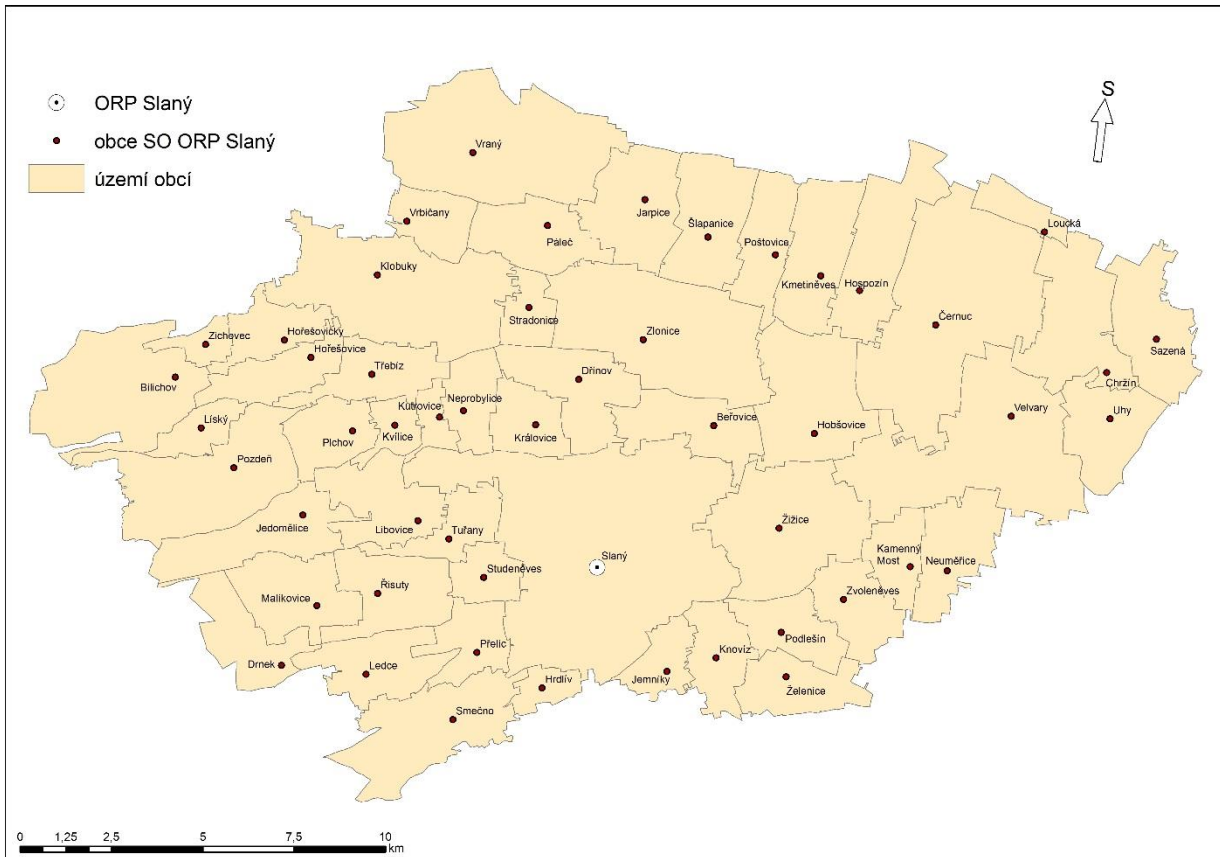 ORP Slaný
obce SO ORP Slaný
území obcí
S
Vraný
Vrbičany
Páleč
Jarpice
Šlapanice
Poštovice
Kmetiněves
Hospozín
Loucká
Klobuky
Stradonice
Zlonice
Černuc
Sazená
Zichovec
Hořešovičky
Hořešovice
Bílichov
Třebíz
Dřínov
Chržín
Líský
Plchov
Kvílice
Kutrovice
Neprobylice
Královice
Beřovice
Hobšovice
Velvary
Uhy
Pozdeň
Jedomělice
Libovice
Tuřany
Žižice
Slaný
Studeněves
Kamenný
Most
Neuměřice
Malíkovice
Řisuty
Zvoleněves
Drnek
Ledce
Přelíc
Hrdlív
Jemníky
Knovíz
Podlešín
Želenice
Smečno
0 1,25 2,5 5 7,5 10
km